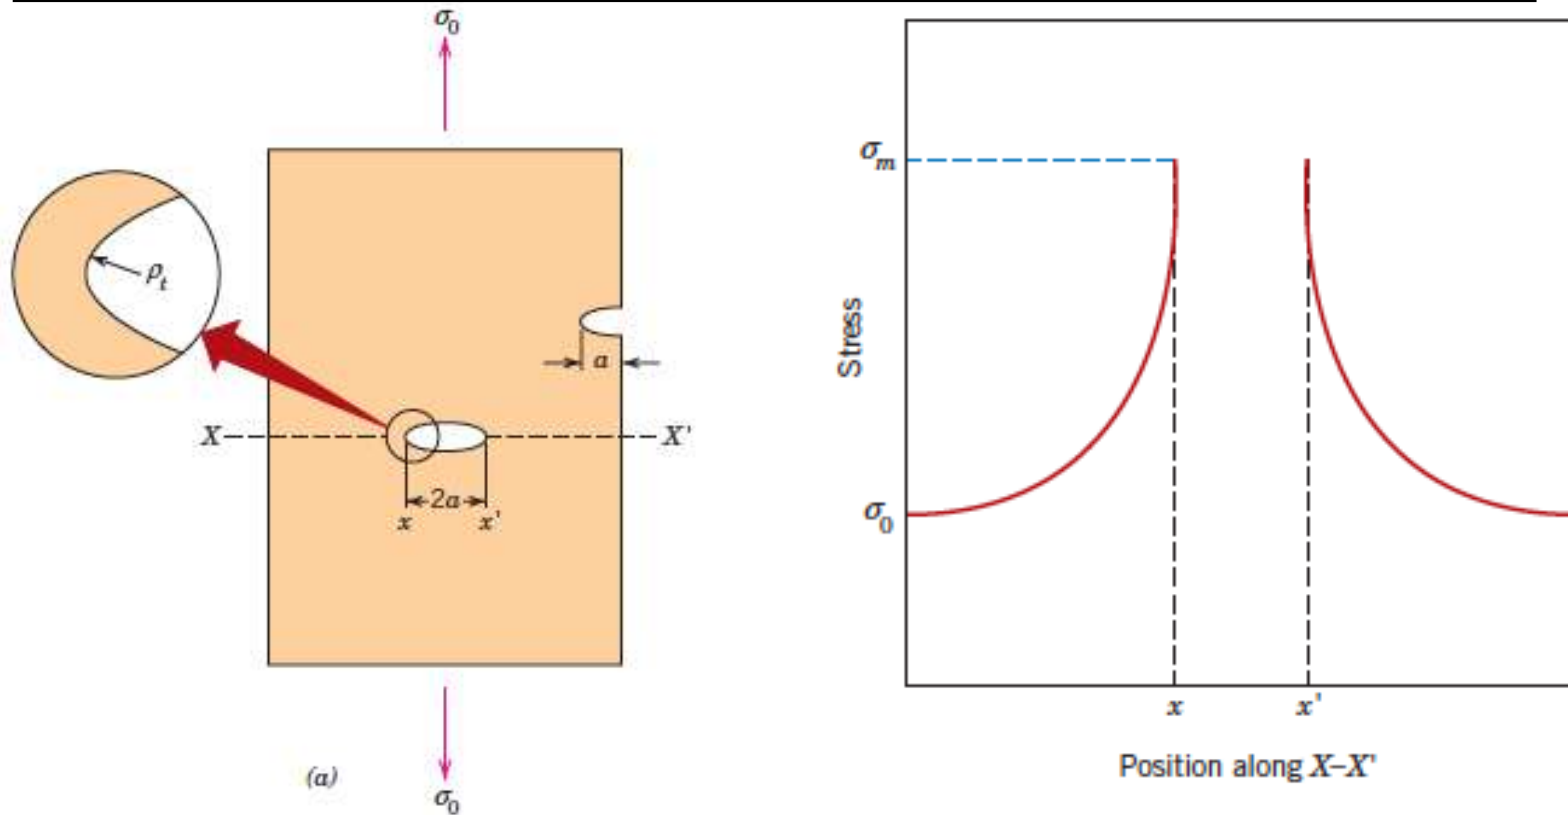 σ₀
ρₜ
a
X
X'
2a
x
x'
(a)
σ₀
σₘ
Stress
σ₀
x
x'
Position along X–X'